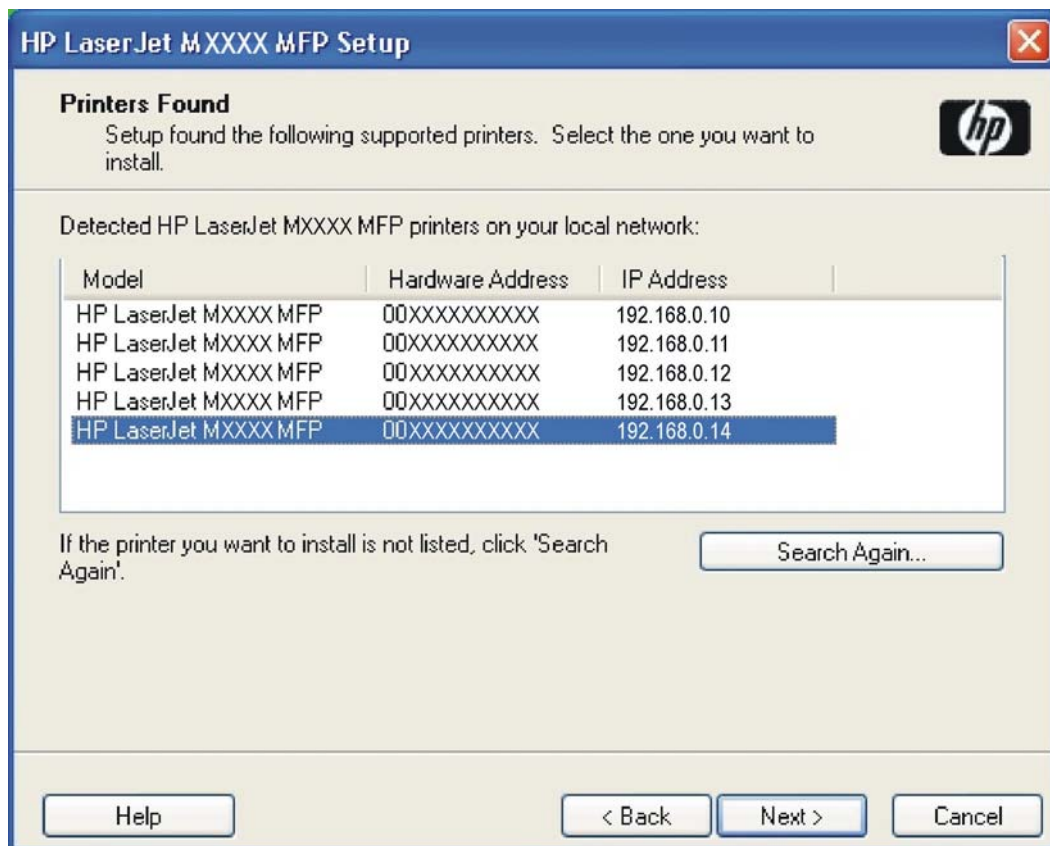 HP LaserJet MXXXX MFP Setup
Printers Found
Setup found the following supported printers. Select the one you want to
install.
hp
Detected HP LaserJet MXXXX MFP printers on your local network:
Model Hardware Address IP Address
HP LaserJet MXXXX MFP 00XXXXXXXXXX 192.168.0.10
HP LaserJet MXXXX MFP 00XXXXXXXXXX 192.168.0.11
HP LaserJet MXXXX MFP 00XXXXXXXXXX 192.168.0.12
HP LaserJet MXXXX MFP 00XXXXXXXXXX 192.168.0.13
HP LaserJet MXXXX MFP 00XXXXXXXXXX 192.168.0.14
If the printer you want to install is not listed, click 'Search
Again'.
Search Again...
Help < Back Next > Cancel